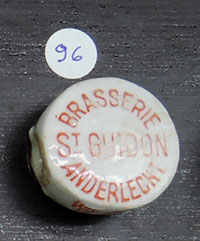 96
BRASSERIE
ST GUIDON
ANDERLECHT